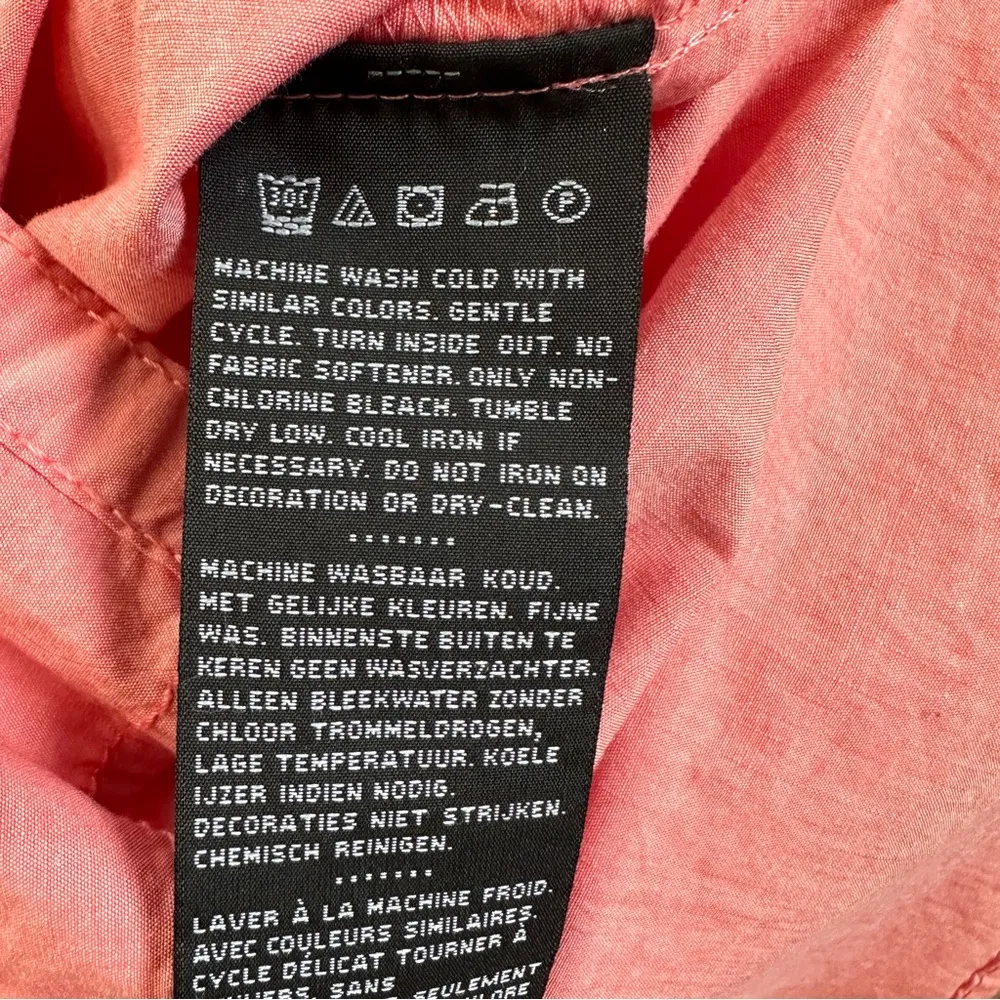 30C
P
MACHINE WASH COLD WITH
SIMILAR COLORS. GENTLE
CYCLE. TURN INSIDE OUT. NO
FABRIC SOFTENER. ONLY NON-
CHLORINE BLEACH. TUMBLE
DRY LOW. COOL IRON IF
NECESSARY. DO NOT IRON ON
DECORATION OR DRY-CLEAN.
MACHINE WASBAAR KOUD.
MET GELIJKE KLEUREN. FIJNE
WAS. BINNENSTE BUITEN TE
KEREN GEEN WASVERZACHTER.
ALLEEN BLEEKWATER ZONDER
CHLOOR TROMMELDROGEN,
LAGE TEMPERATUUR. KOELE
IJZER INDIEN NODIG.
DECORATIES NIET STRIJKEN.
CHEMISCH REINIGEN.
LAVER À LA MACHINE FROID.
AVEC COULEURS SIMILAIRES.
CYCLE DÉLICAT TOURNER À
SANS SEULEMENT